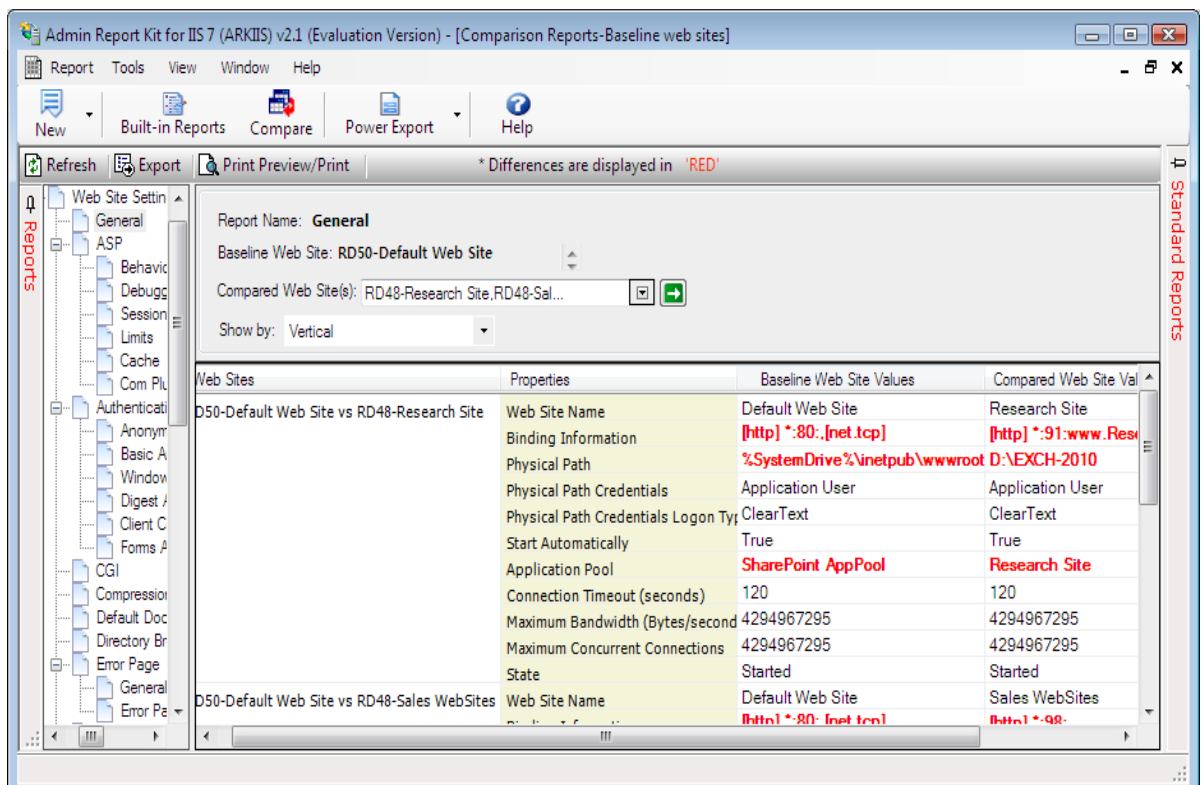 Admin Report Kit for IIS 7 (ARKIIS) v2.1 (Evaluation Version) - [Comparison Reports-Baseline web sites]
Report Tools View Window Help
New Built-in Reports Compare Power Export Help
Refresh Export Print Preview/Print * Differences are displayed in 'RED'
Reports
Web Site Settin
General
ASP
Behavic
Debugg
Session
Limits
Cache
Com Plu
Authenticati
Anonym
Basic A
Window
Digest A
Client C
Forms A
CGI
Compression
Default Doc
Directory Br
Error Page
General
Error Pa
Report Name: General
Baseline Web Site: RD50-Default Web Site
Compared Web Site(s): RD48-Research Site,RD48-Sal...
Show by: Vertical
Web Sites Properties Baseline Web Site Values Compared Web Site Val
D50-Default Web Site vs RD48-Research Site Web Site Name Default Web Site Research Site
Binding Information [http] *:80:,[net.tcp] [http] *:91:www.Rese
Physical Path %SystemDrive%\inetpub\wwwroot D:\EXCH-2010
Physical Path Credentials Application User Application User
Physical Path Credentials Logon Typ ClearText ClearText
Start Automatically True True
Application Pool SharePoint AppPool Research Site
Connection Timeout (seconds) 120 120
Maximum Bandwidth (Bytes/second 4294967295 4294967295
Maximum Concurrent Connections 4294967295 4294967295
State Started Started
D50-Default Web Site vs RD48-Sales WebSites Web Site Name Default Web Site Sales WebSites
[http] *:80:,[net.tcp] [http] *:98:
Standard Reports